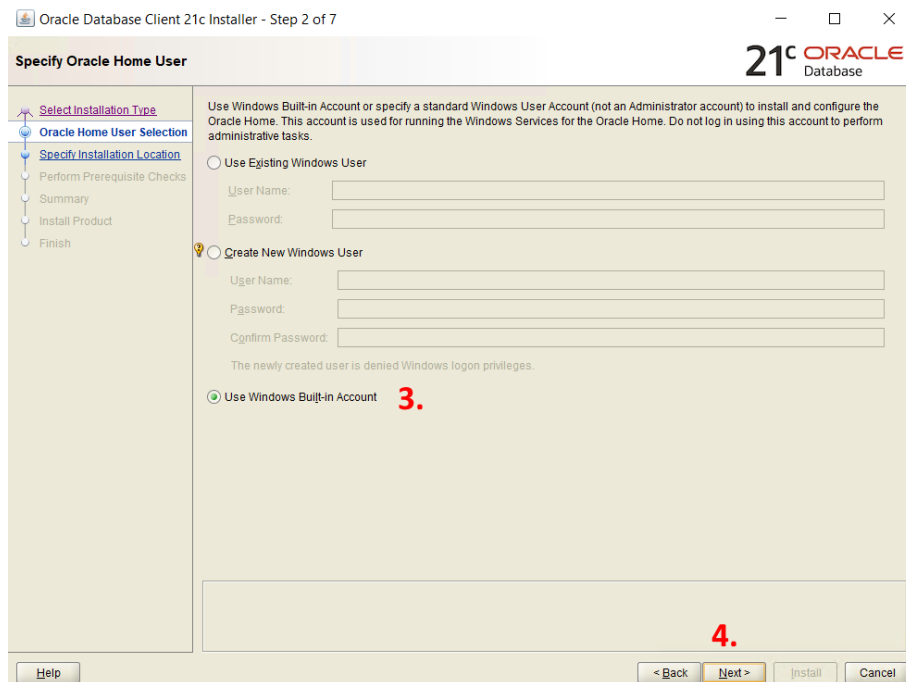 Oracle Database Client 21c Installer - Step 2 of 7
Specify Oracle Home User
21c ORACLE
Database
Select Installation Type
Oracle Home User Selection
Specify Installation Location
Perform Prerequisite Checks
Summary
Install Product
Finish
Use Windows Built-in Account or specify a standard Windows User Account (not an Administrator account) to install and configure the
Oracle Home. This account is used for running the Windows Services for the Oracle Home. Do not log in using this account to perform
administrative tasks.
Use Existing Windows User
User Name:
Password:
Create New Windows User
User Name:
Password:
Confirm Password:
The newly created user is denied Windows logon privileges.
Use Windows Built-in Account 3.
4.
Help
< Back
Next >
Install
Cancel